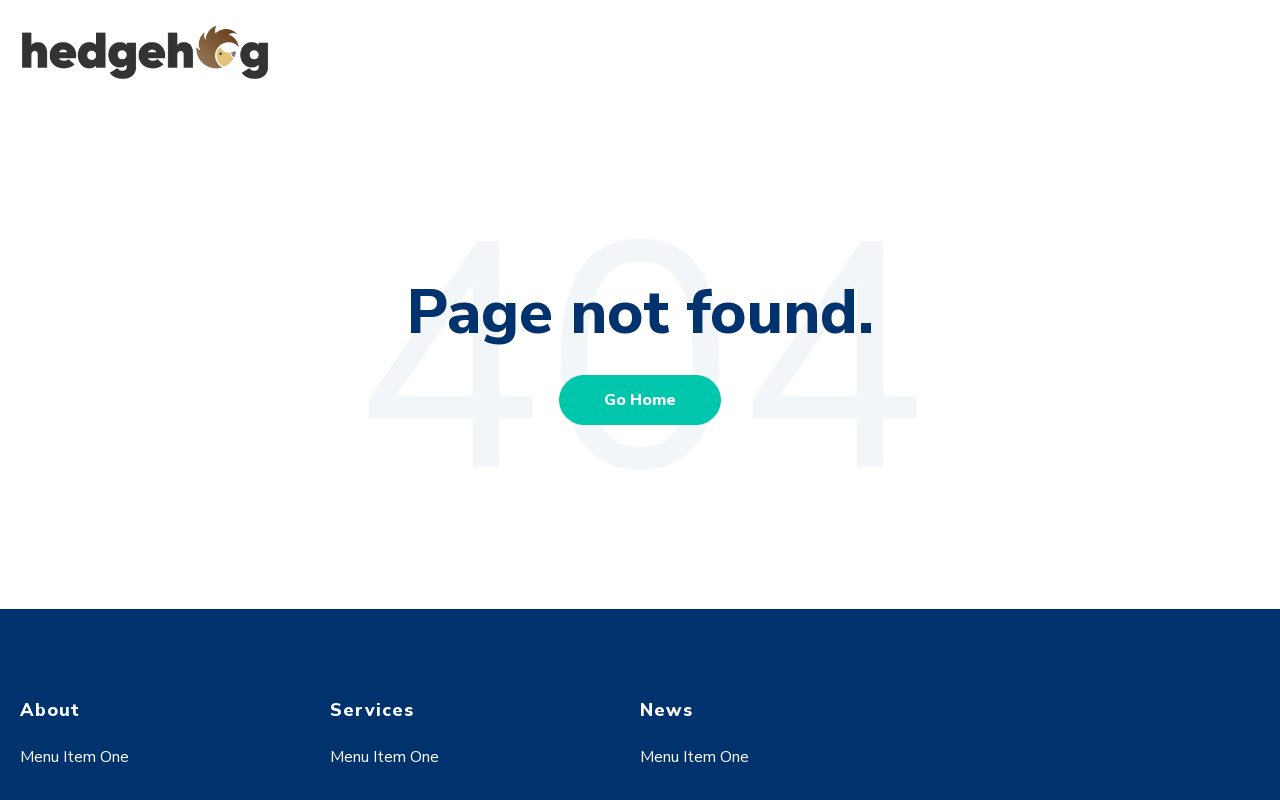 hedgehog
404
Page not found.
Go Home
About
Services
News
Menu Item One
Menu Item One
Menu Item One